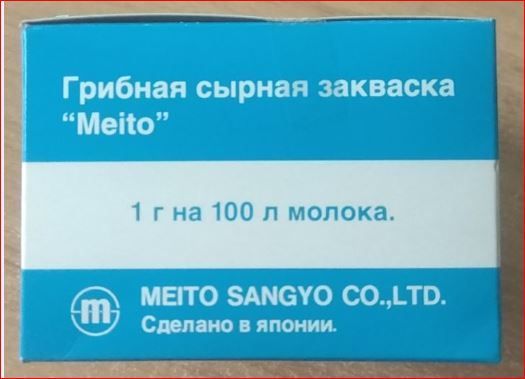 Грибная сырная закваска
“Meito”
1 г на 100 л молока.
m
MEITO SANGYO CO.,LTD.
Сделано в японии.